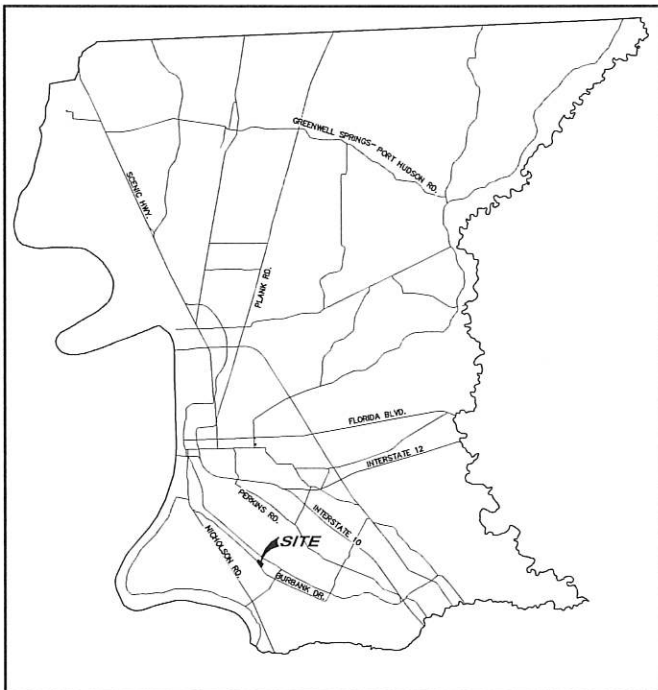 GREENWELL SPRINGS- PORT HUDSON RD.
SCENIC HWY.
PLANK RD.
FLORIDA BLVD.
INTERSTATE 12
PERKINS RD.
INTERSTATE 10
SITE
NICHOLSON RD.
BURBANK DR.